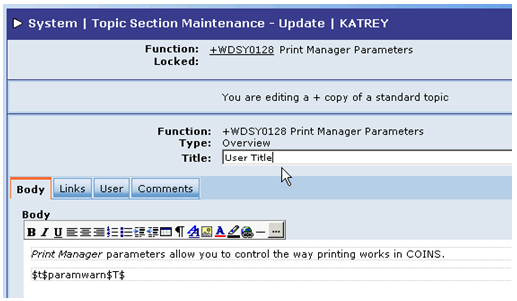 System | Topic Section Maintenance - Update | KATREY
Function: +WDSY0128 Print Manager Parameters
Locked:
You are editing a + copy of a standard topic
Function: +WDSY0128 Print Manager Parameters
Type: Overview
Title: User Title
Body Links User Comments
Body
B I U
Print Manager parameters allow you to control the way printing works in COINS.
$t$paramwarn$T$